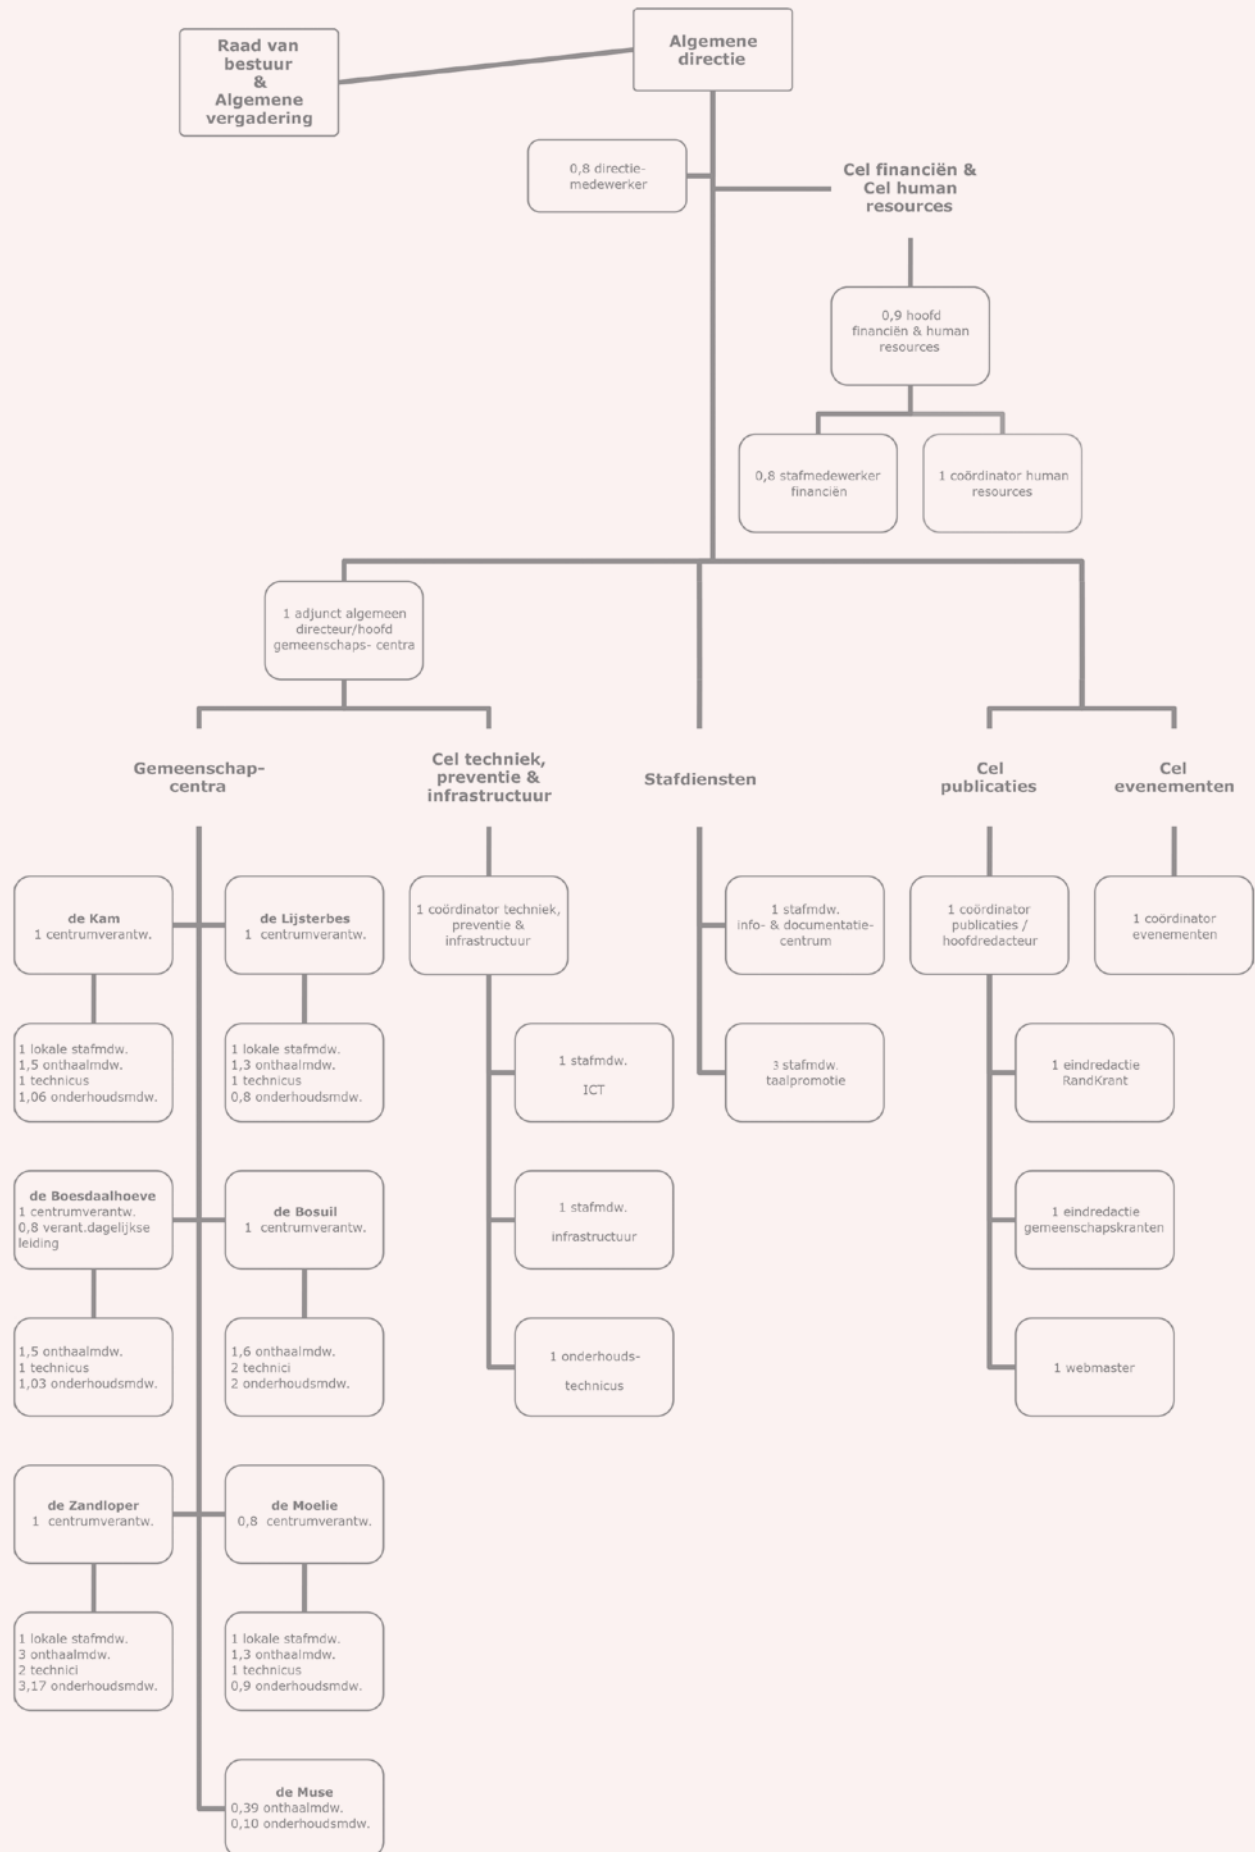 Raad van
bestuur
&
Algemene
vergadering
Algemene
directie
0,8 directie-
medewerker
Cel financiën &
Cel human
resources
0,9 hoofd
financiën & human
resources
0,8 stafmedewerker
financiën
1 coördinator human
resources
1 adjunct algemeen
directeur/hoofd
gemeenschaps- centra
Gemeenschap-
centra
Cel techniek,
preventie &
infrastructuur
Stafdiensten
Cel
publicaties
Cel
evenementen
de Kam
1 centrumverantw.
de Lijsterbes
1 centrumverantw.
1 coördinator techniek,
preventie &
infrastructuur
1 stafmdw.
info- & documentatie-
centrum
1 coördinator
publicaties /
hoofdredacteur
1 coördinator
evenementen
1 lokale stafmdw.
1,5 onthaalmdw.
1 technicus
1,06 onderhoudsmdw.
1 lokale stafmdw.
1,3 onthaalmdw.
1 technicus
0,8 onderhoudsmdw.
1 stafmdw.
ICT
3 stafmdw.
taalpromotie
1 eindredactie
RandKrant
de Boesdaalhoeve
1 centrumverantw.
0,8 verant.dagelijkse
leiding
de Bosuil
1 centrumverantw.
1 stafmdw.
infrastructuur
1 eindredactie
gemeenschapskranten
1,5 onthaalmdw.
1 technicus
1,03 onderhoudsmdw.
1,6 onthaalmdw.
2 technici
2 onderhoudsmdw.
1 onderhouds-
technicus
1 webmaster
de Zandloper
1 centrumverantw.
de Moelie
0,8 centrumverantw.
1 lokale stafmdw.
3 onthaalmdw.
2 technici
3,17 onderhoudsmdw.
1 lokale stafmdw.
1,3 onthaalmdw.
1 technicus
0,9 onderhoudsmdw.
de Muse
0,39 onthaalmdw.
0,10 onderhoudsmdw.